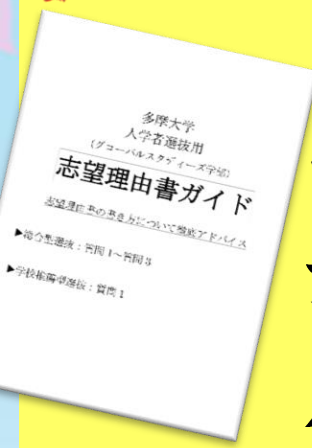 多摩大学
入学者選抜用
(グローバルスタディーズ学部)
志望理由書ガイド
志望理由書の書き方について徹底アドバイス
▶総合型選抜：質問1～質問3
▶学校推薦型選抜：質問1